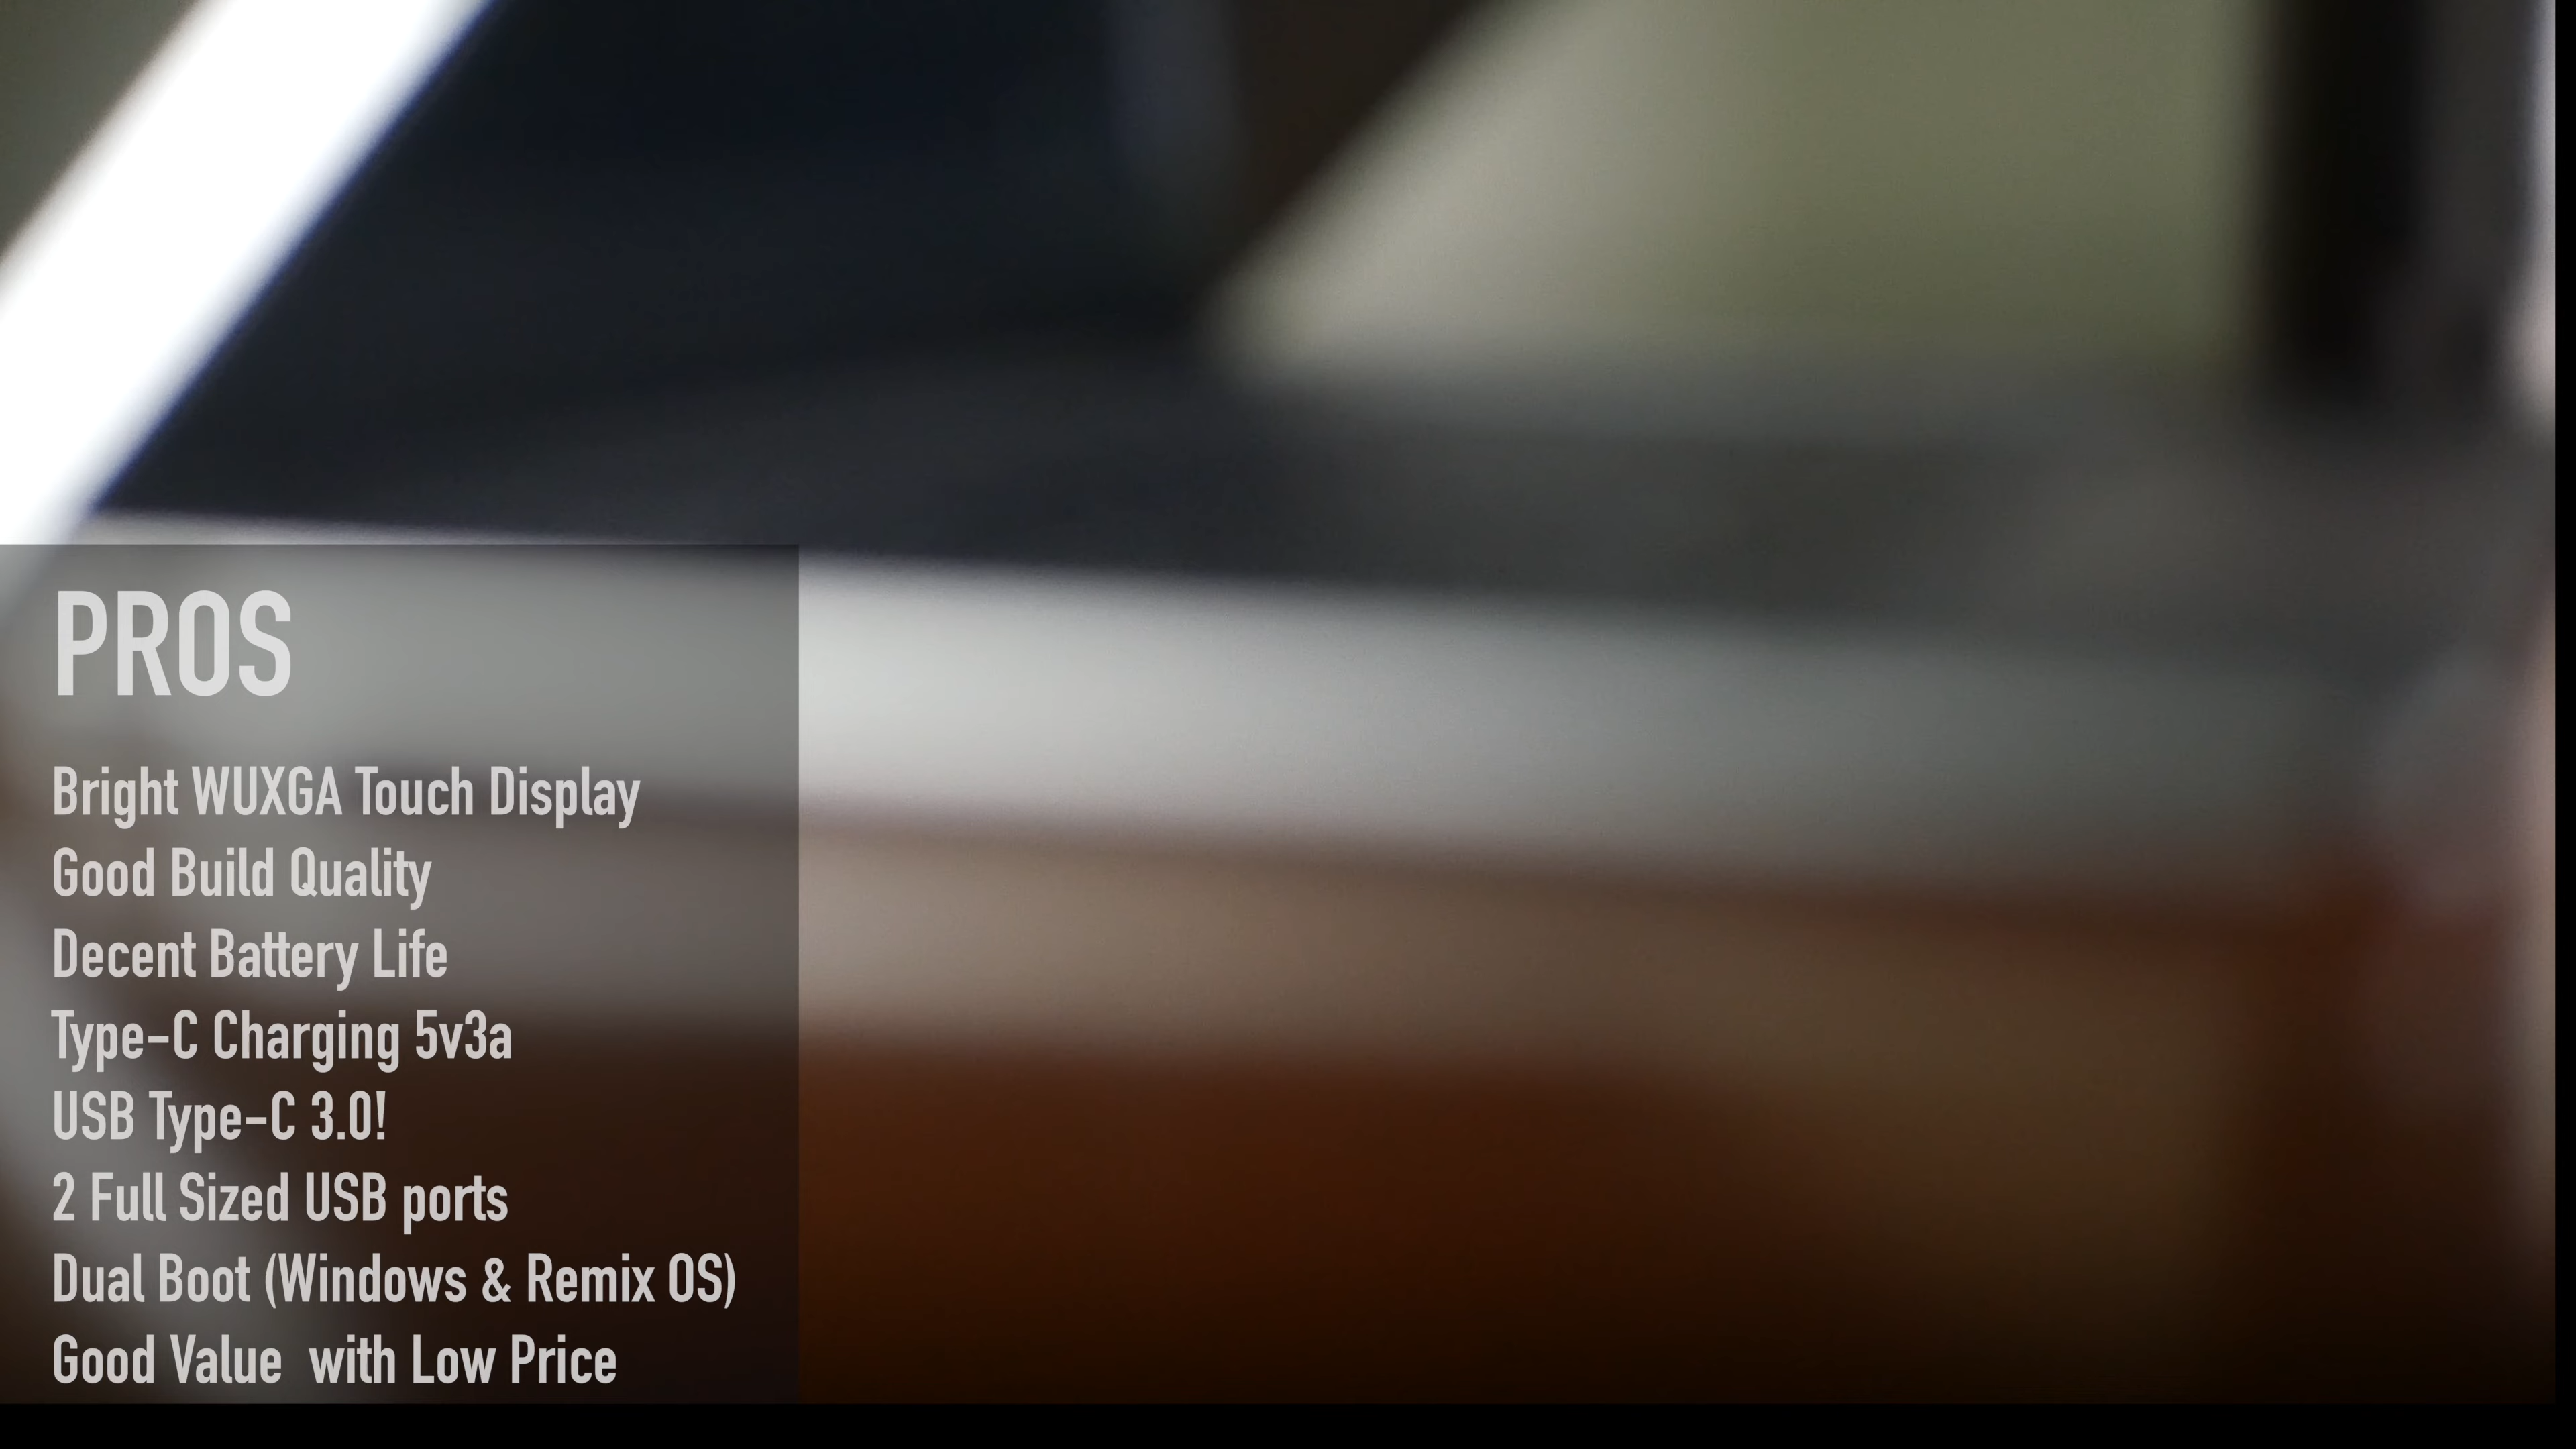 PROS
Bright WUXGA Touch Display
Good Build Quality
Decent Battery Life
Type-C Charging 5v3a
USB Type-C 3.0!
2 Full Sized USB ports
Dual Boot (Windows & Remix OS)
Good Value  with Low Price